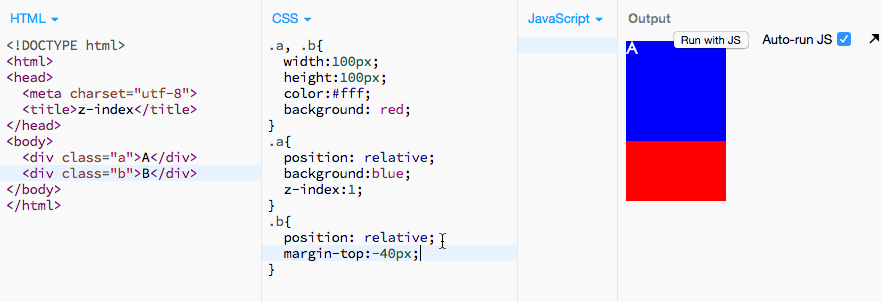 HTML
<!DOCTYPE html>
<html>
<head>
<meta charset="utf-8">
<title>z-index</title>
</head>
<body>
<div class="a">A</div>
<div class="b">B</div>
</body>
</html>
CSS
.a, .b{
width:100px;
height:100px;
color:#fff;
background: red;
}
.a{
position: relative;
background:blue;
z-index:1;
}
.b{
position: relative;
margin-top:-40px;
}
JavaScript
Output
Run with JS
Auto-run JS
A